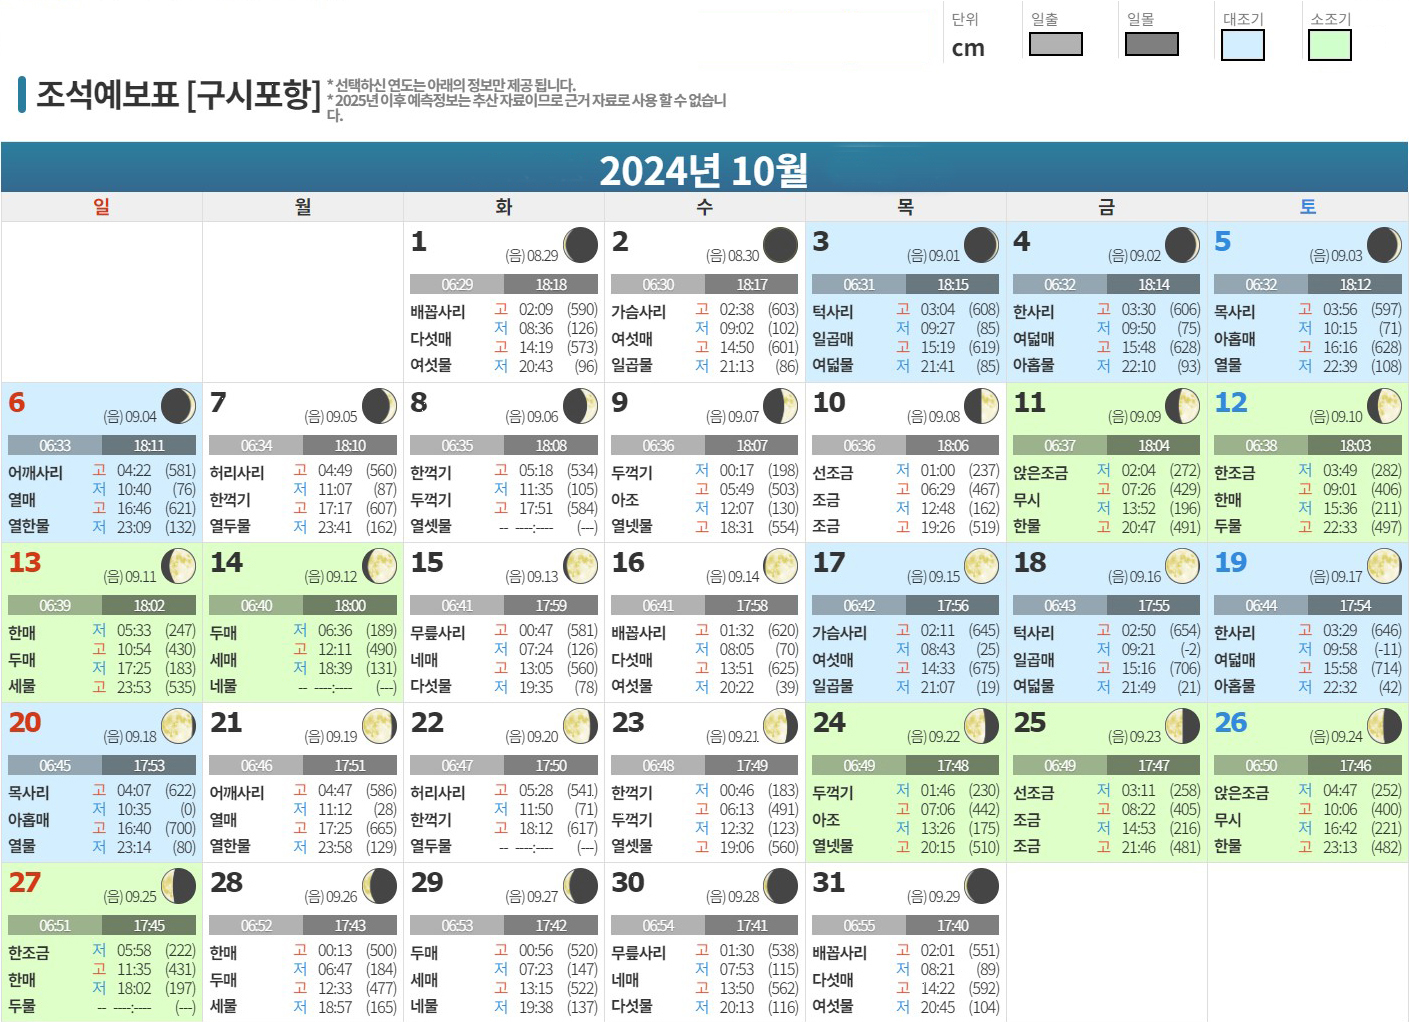 단위 일출 일몰 대조기 소조기
cm
조석예보표 [구시포항]
* 선택하신 연도는 아래의 정보만 제공 됩니다.
* 2025년 이후 예측정보는 추산 자료이므로 근거 자료로 사용 할 수 없습니
다.
2024년 10월
일 월 화 수 목 금 토
1 (음) 08.29
06:29 18:18
배꼽사리 고 02:09 (590)
저 08:36 (126)
다섯매 고 14:19 (573)
여섯물 저 20:43 (96)
2 (음) 08.30
06:30 18:17
가슴사리 고 02:38 (603)
저 09:02 (102)
여섯매 고 14:50 (601)
일곱물 저 21:13 (86)
3 (음) 09.01
06:31 18:15
턱사리 고 03:04 (608)
저 09:27 (85)
일곱매 고 15:19 (619)
여덟물 저 21:41 (85)
4 (음) 09.02
06:32 18:14
한사리 고 03:30 (606)
저 09:50 (75)
여덟매 고 15:48 (628)
아홉물 저 22:10 (93)
5 (음) 09.03
06:32 18:12
목사리 고 03:56 (597)
저 10:15 (71)
아홉매 고 16:16 (628)
열물 저 22:39 (108)
6 (음) 09.04
06:33 18:11
어깨사리 고 04:22 (581)
저 10:40 (76)
열매 고 16:46 (621)
열한물 저 23:09 (132)
7 (음) 09.05
06:34 18:10
허리사리 고 04:49 (560)
저 11:07 (87)
한꺽기 고 17:17 (607)
열두물 저 23:41 (162)
8 (음) 09.06
06:35 18:08
한꺽기 고 05:18 (534)
저 11:35 (105)
두꺽기 고 17:51 (584)
열셋물 -- ----:---- (---)
9 (음) 09.07
06:36 18:07
두꺽기 저 00:17 (198)
고 05:49 (503)
아조 저 12:07 (130)
열넷물 고 18:31 (554)
10 (음) 09.08
06:36 18:06
선조금 저 01:00 (237)
고 06:29 (467)
조금 저 12:48 (162)
조금 고 19:26 (519)
11 (음) 09.09
06:37 18:04
앉은조금 저 02:04 (272)
고 07:26 (429)
무시 저 13:52 (196)
한물 고 20:47 (491)
12 (음) 09.10
06:38 18:03
한조금 저 03:49 (282)
고 09:01 (406)
한매 저 15:36 (211)
두물 고 22:33 (497)
13 (음) 09.11
06:39 18:02
한매 저 05:33 (247)
고 10:54 (430)
두매 저 17:25 (183)
세물 고 23:53 (535)
14 (음) 09.12
06:40 18:00
두매 저 06:36 (189)
고 12:11 (490)
세매 저 18:39 (131)
네물 -- ----:---- (---)
15 (음) 09.13
06:41 17:59
무릎사리 고 00:47 (581)
저 07:24 (126)
네매 고 13:05 (560)
다섯물 저 19:35 (78)
16 (음) 09.14
06:41 17:58
배꼽사리 고 01:32 (620)
저 08:05 (70)
다섯매 고 13:51 (625)
여섯물 저 20:22 (39)
17 (음) 09.15
06:42 17:56
가슴사리 고 02:11 (645)
저 08:43 (25)
여섯매 고 14:33 (675)
일곱물 저 21:07 (19)
18 (음) 09.16
06:43 17:55
턱사리 고 02:50 (654)
저 09:21 (-2)
일곱매 고 15:16 (706)
여덟물 저 21:49 (21)
19 (음) 09.17
06:44 17:54
한사리 고 03:29 (646)
저 09:58 (-11)
여덟매 고 15:58 (714)
아홉물 저 22:32 (42)
20 (음) 09.18
06:45 17:53
목사리 고 04:07 (622)
저 10:35 (0)
아홉매 고 16:40 (700)
열물 저 23:14 (80)
21 (음) 09.19
06:46 17:51
어깨사리 고 04:47 (586)
저 11:12 (28)
열매 고 17:25 (665)
열한물 저 23:58 (129)
22 (음) 09.20
06:47 17:50
허리사리 고 05:28 (541)
저 11:50 (71)
한꺽기 고 18:12 (617)
열두물 -- ----:---- (---)
23 (음) 09.21
06:48 17:49
한꺽기 저 00:46 (183)
고 06:13 (491)
두꺽기 저 12:32 (123)
열셋물 고 19:06 (560)
24 (음) 09.22
06:49 17:48
두꺽기 저 01:46 (230)
고 07:06 (442)
아조 저 13:26 (175)
열넷물 고 20:15 (510)
25 (음) 09.23
06:49 17:47
선조금 저 03:11 (258)
고 08:22 (405)
조금 저 14:53 (216)
조금 고 21:46 (481)
26 (음) 09.24
06:50 17:46
앉은조금 저 04:47 (252)
고 10:06 (400)
무시 저 16:42 (221)
한물 고 23:13 (482)
27 (음) 09.25
06:51 17:45
한조금 저 05:58 (222)
고 11:35 (431)
한매 저 18:02 (197)
두물 -- ----:---- (---)
28 (음) 09.26
06:52 17:43
한매 고 00:13 (500)
저 06:47 (184)
두매 고 12:33 (477)
세물 저 18:57 (165)
29 (음) 09.27
06:53 17:42
두매 고 00:56 (520)
저 07:23 (147)
세매 고 13:15 (522)
네물 저 19:38 (137)
30 (음) 09.28
06:54 17:41
무릎사리 고 01:30 (538)
저 07:53 (115)
네매 고 13:50 (562)
다섯물 저 20:13 (116)
31 (음) 09.29
06:55 17:40
배꼽사리 고 02:01 (551)
저 08:21 (89)
다섯매 고 14:22 (592)
여섯물 저 20:45 (104)